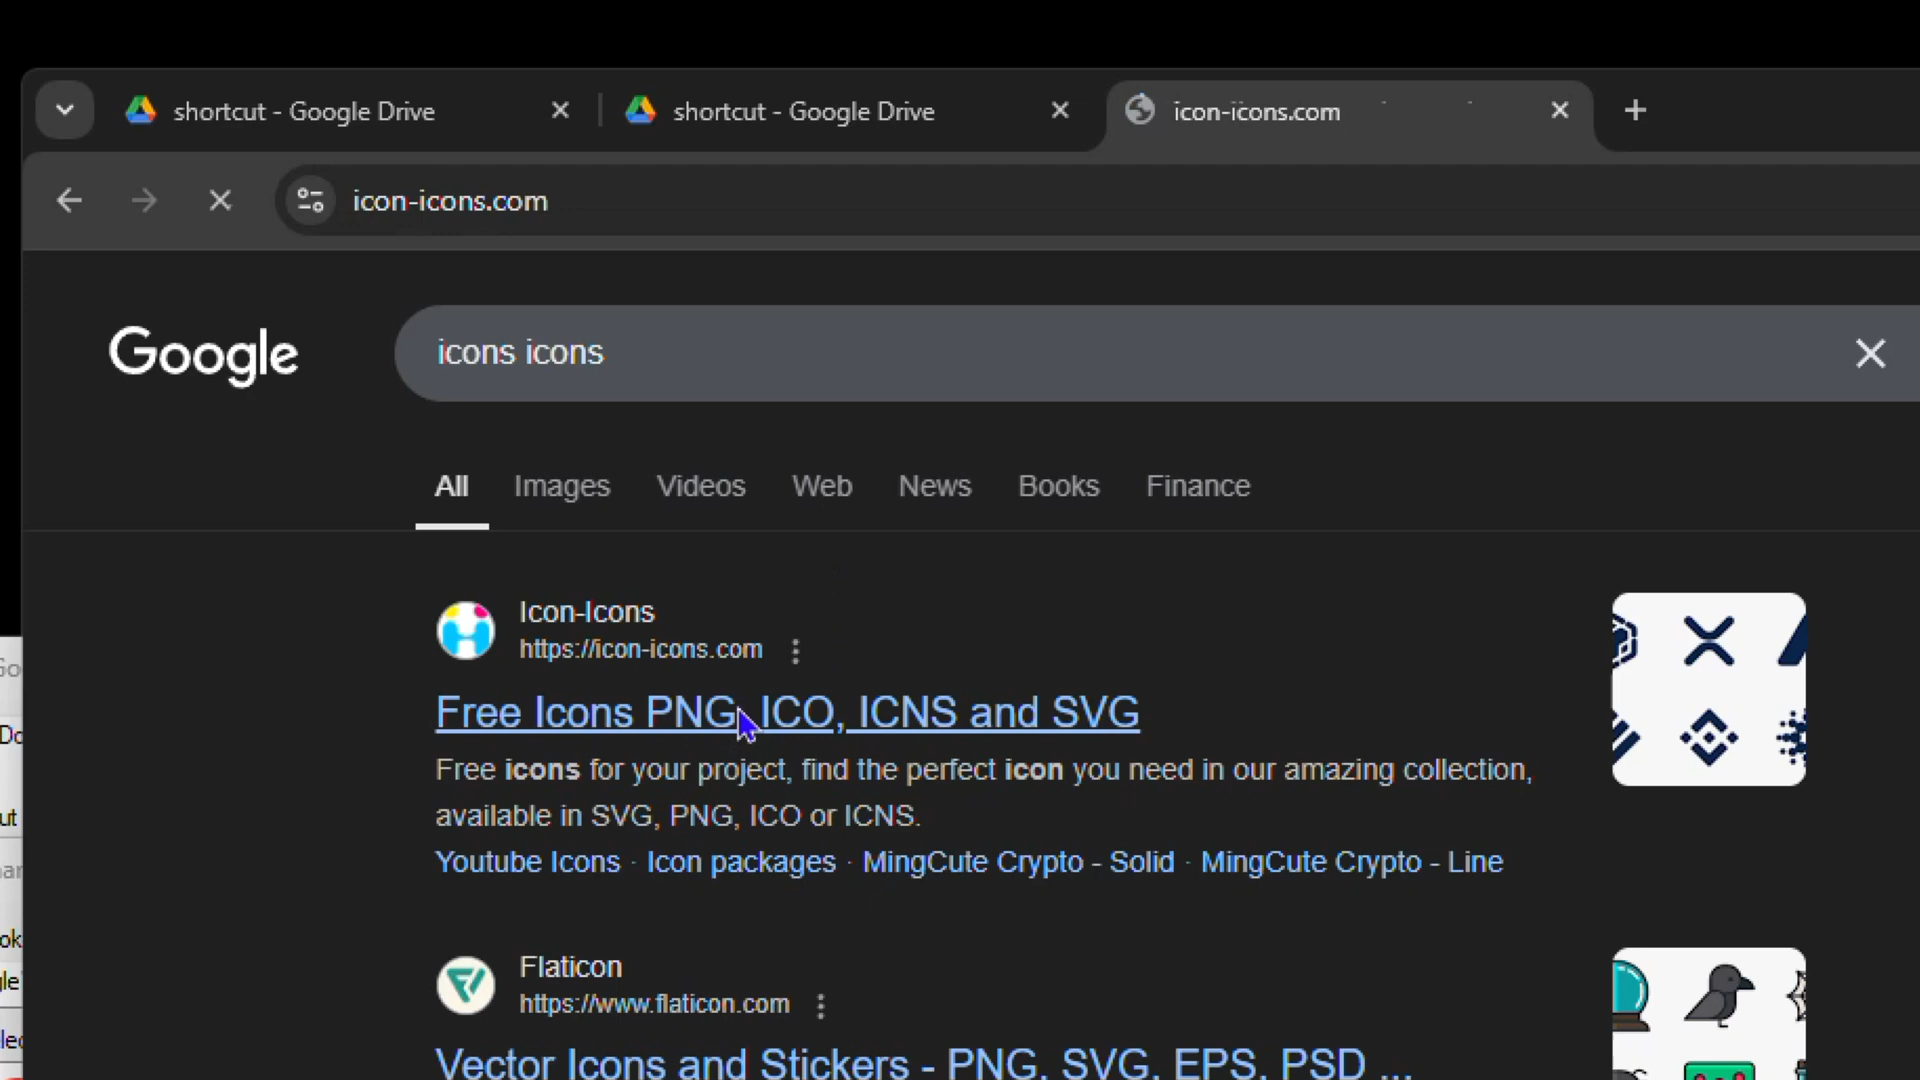 shortcut - Google Drive
shortcut - Google Drive
icon-icons.com
icon-icons.com
Google
icons icons
All Images Videos Web News Books Finance
Icon-Icons
https://icon-icons.com
Free Icons PNG, ICO, ICNS and SVG
Free icons for your project, find the perfect icon you need in our amazing collection,
available in SVG, PNG, ICO or ICNS.
Youtube Icons · Icon packages · MingCute Crypto - Solid · MingCute Crypto - Line
Flaticon
https://www.flaticon.com
Vector Icons and Stickers - PNG, SVG, EPS, PSD ...